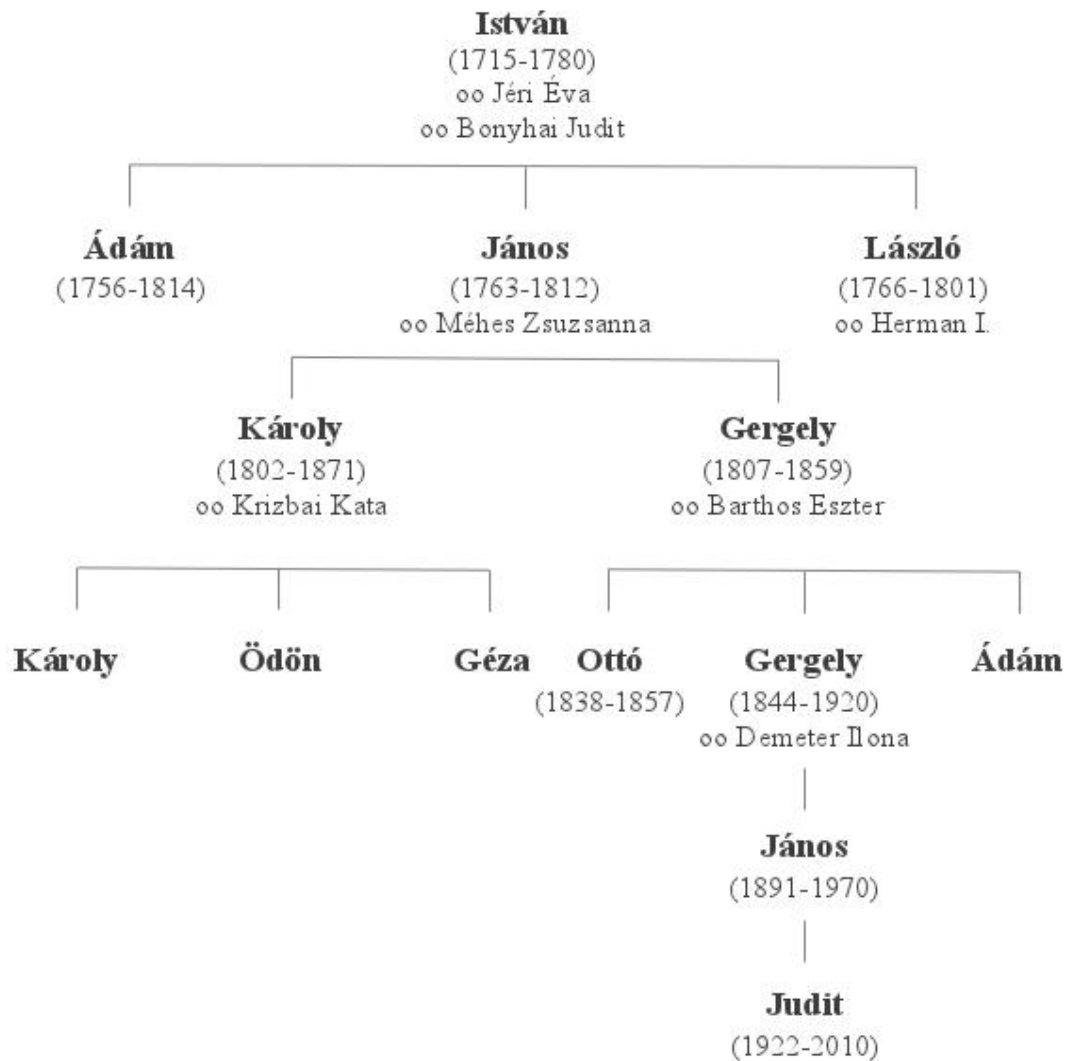 István
(1715-1780)
oo Jéri Éva
oo Bonyhai Judit
Ádám
(1756-1814)
János
(1763-1812)
oo Méhes Zsuzsanna
László
(1766-1801)
oo Herman I.
Károly
(1802-1871)
oo Krizbai Kata
Gergely
(1807-1859)
oo Barthos Eszter
Károly
Ödön
Géza
Ottó
(1838-1857)
Gergely
(1844-1920)
oo Demeter Ilona
Ádám
János
(1891-1970)
Judit
(1922-2010)